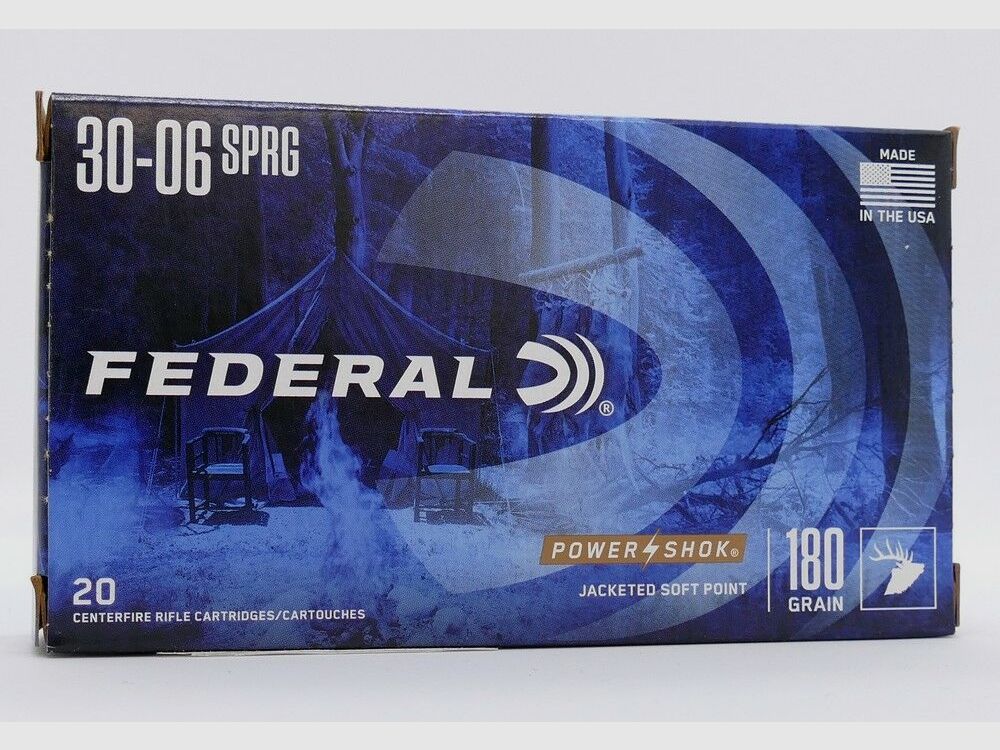 30-06 SPRG
MADE
IN THE USA
FEDERAL ®
POWER SHOK®
JACKETED SOFT POINT
180
GRAIN
20
CENTERFIRE RIFLE CARTRIDGES/CARTOUCHES